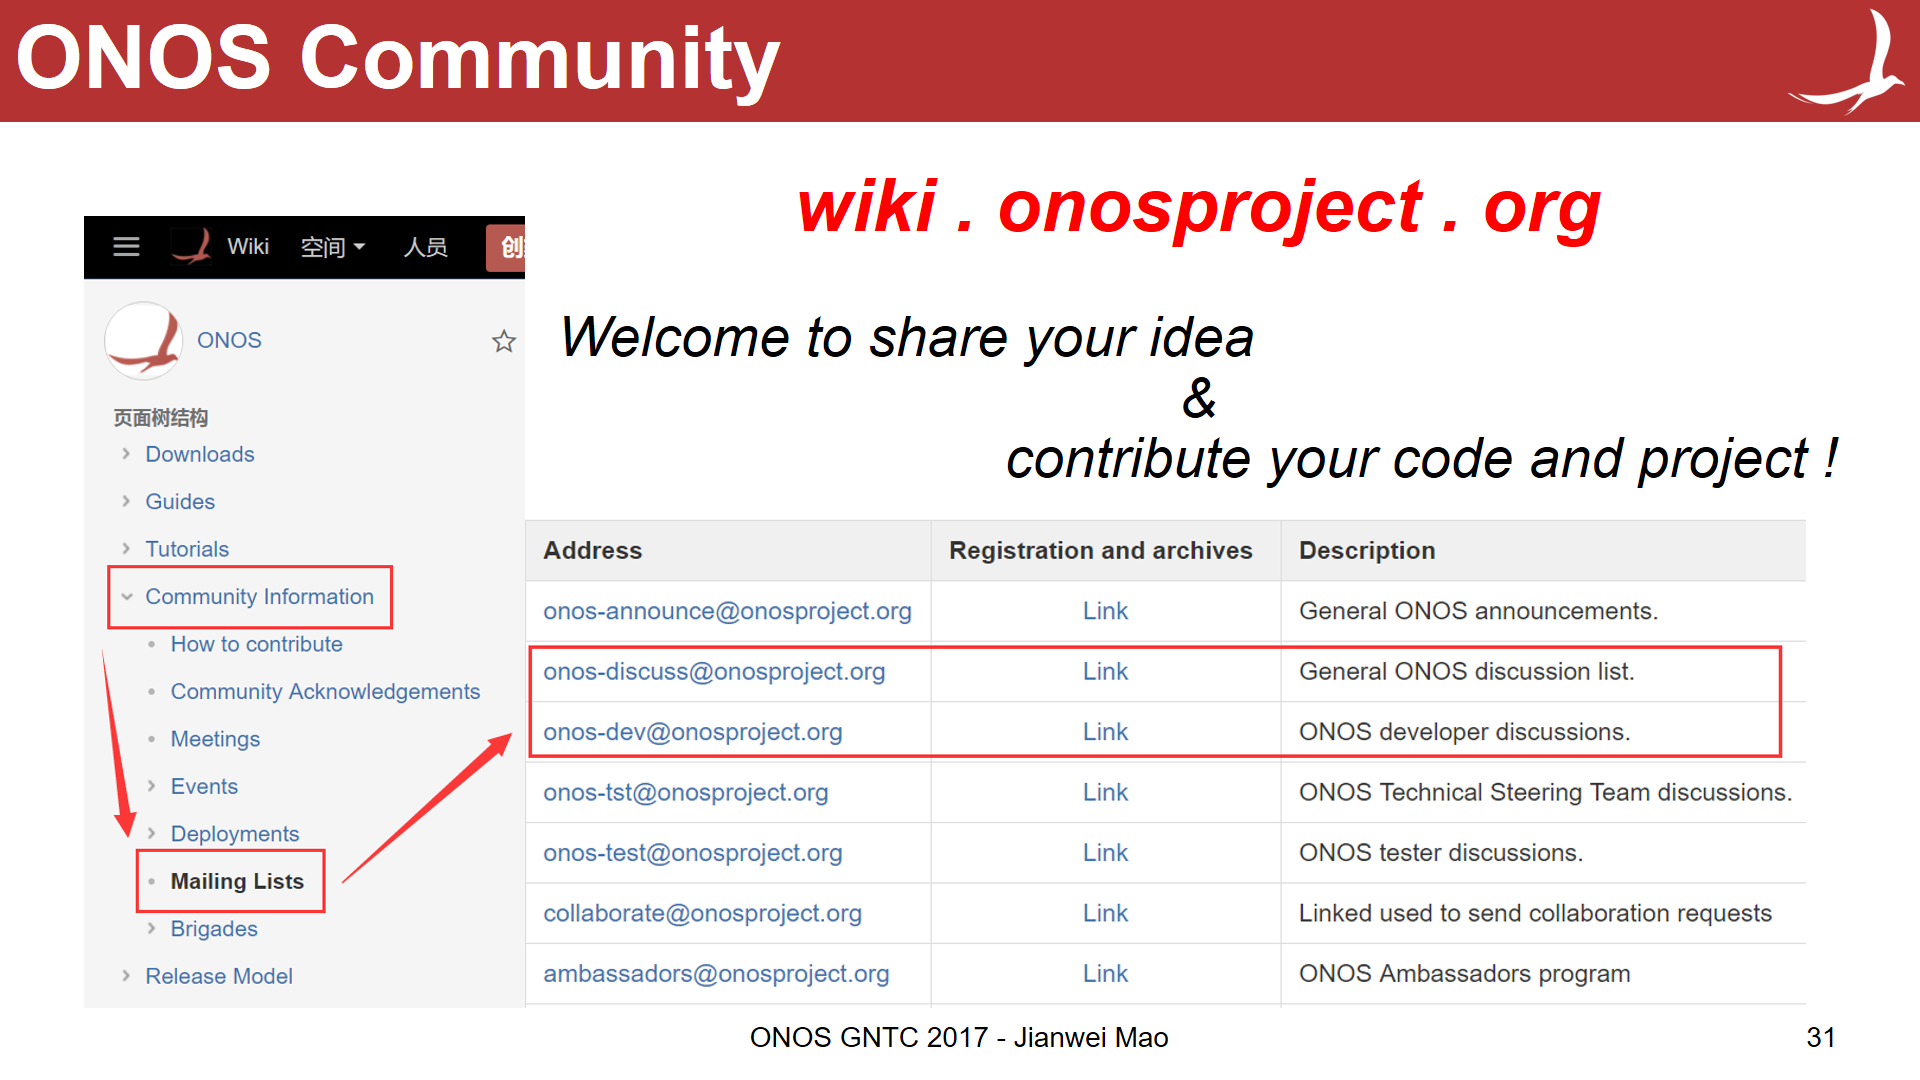 ONOS Community
wiki . onosproject . org
Welcome to share your idea
&
contribute your code and project !
Wiki 空间 人员
ONOS
页面树结构
Downloads
Guides
Tutorials
Community Information
How to contribute
Community Acknowledgements
Meetings
Events
Deployments
Mailing Lists
Brigades
Release Model
Address Registration and archives Description
onos-announce@onosproject.org Link General ONOS announcements.
onos-discuss@onosproject.org Link General ONOS discussion list.
onos-dev@onosproject.org Link ONOS developer discussions.
onos-tst@onosproject.org Link ONOS Technical Steering Team discussions.
onos-test@onosproject.org Link ONOS tester discussions.
collaborate@onosproject.org Link Linked used to send collaboration requests
ambassadors@onosproject.org Link ONOS Ambassadors program
ONOS GNTC 2017 - Jianwei Mao
31